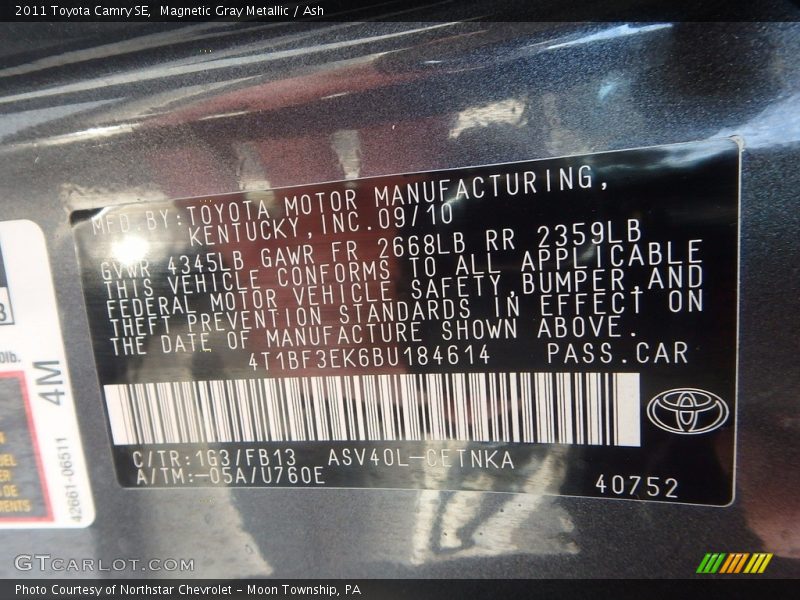 2011 Toyota Camry SE, Magnetic Gray Metallic / Ash
MFD.BY:TOYOTA MOTOR MANUFACTURING,
KENTUCKY,INC.09/10
GVWR 4345LB GAWR FR 2668LB RR 2359LB
THIS VEHICLE CONFORMS TO ALL APPLICABLE
FEDERAL MOTOR VEHICLE SAFETY,BUMPER,AND
THEFT PREVENTION STANDARDS IN EFFECT ON
THE DATE OF MANUFACTURE SHOWN ABOVE.
4T1BF3EK6BU184614 PASS.CAR
C/TR:1G3/FB13 ASV40L-CETNKA
A/TM:-05A/U760E
40752
4M
42661-06511
GTCARLOT.COM
Photo Courtesy of Northstar Chevrolet – Moon Township, PA